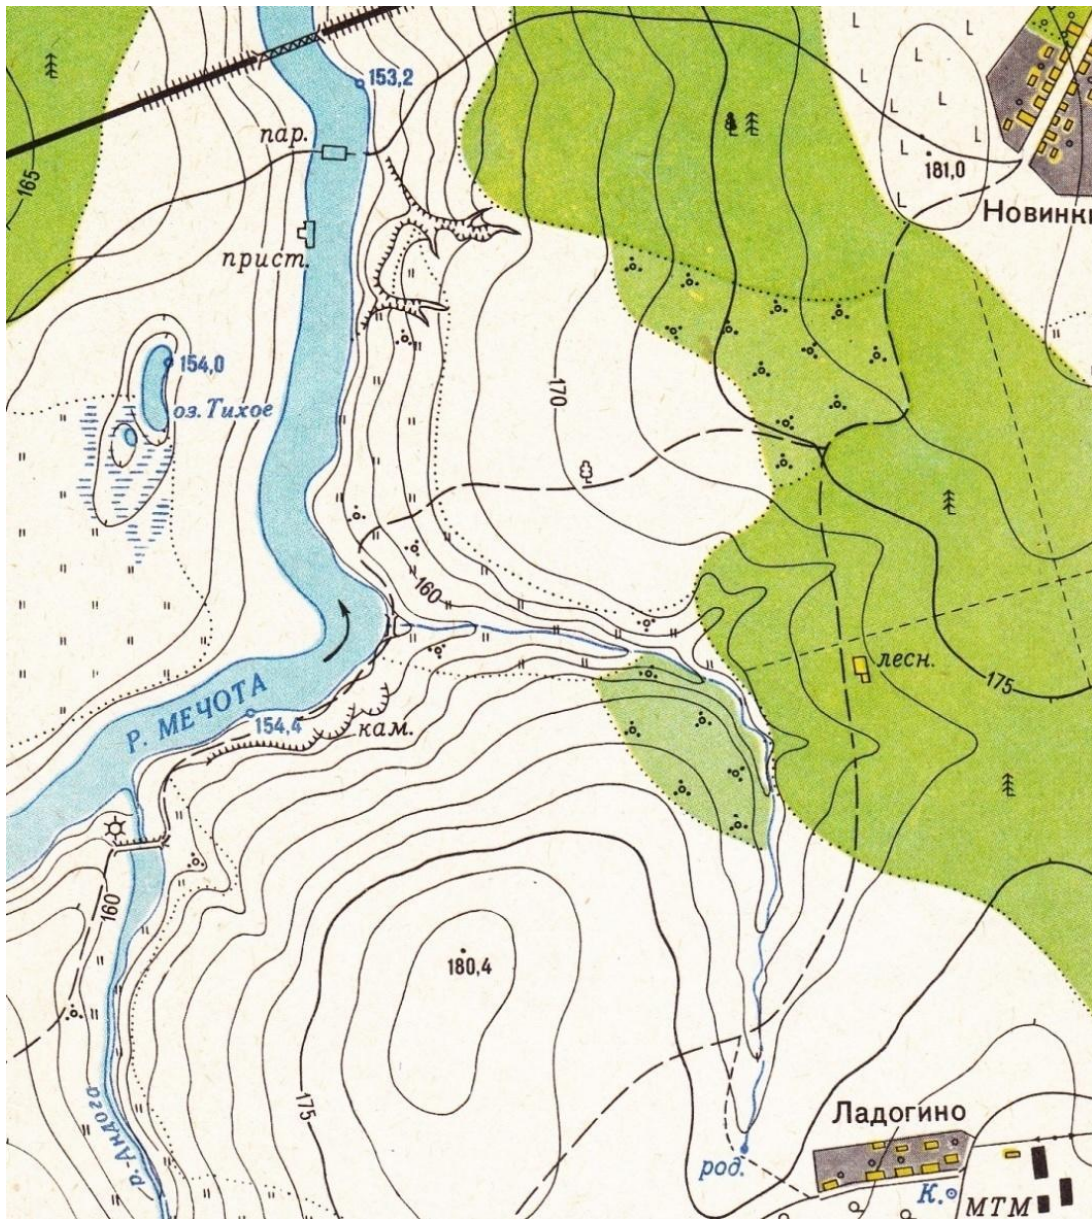 153,2
пар.
165
181,0
Новинки
прист.
154,0
оз. Тихое
170
160
лесн.
175
Р. МЕЧОТА
154,4
кам.
160
180,4
175
р. Андога
Ладогино
род.
К.
МТМ